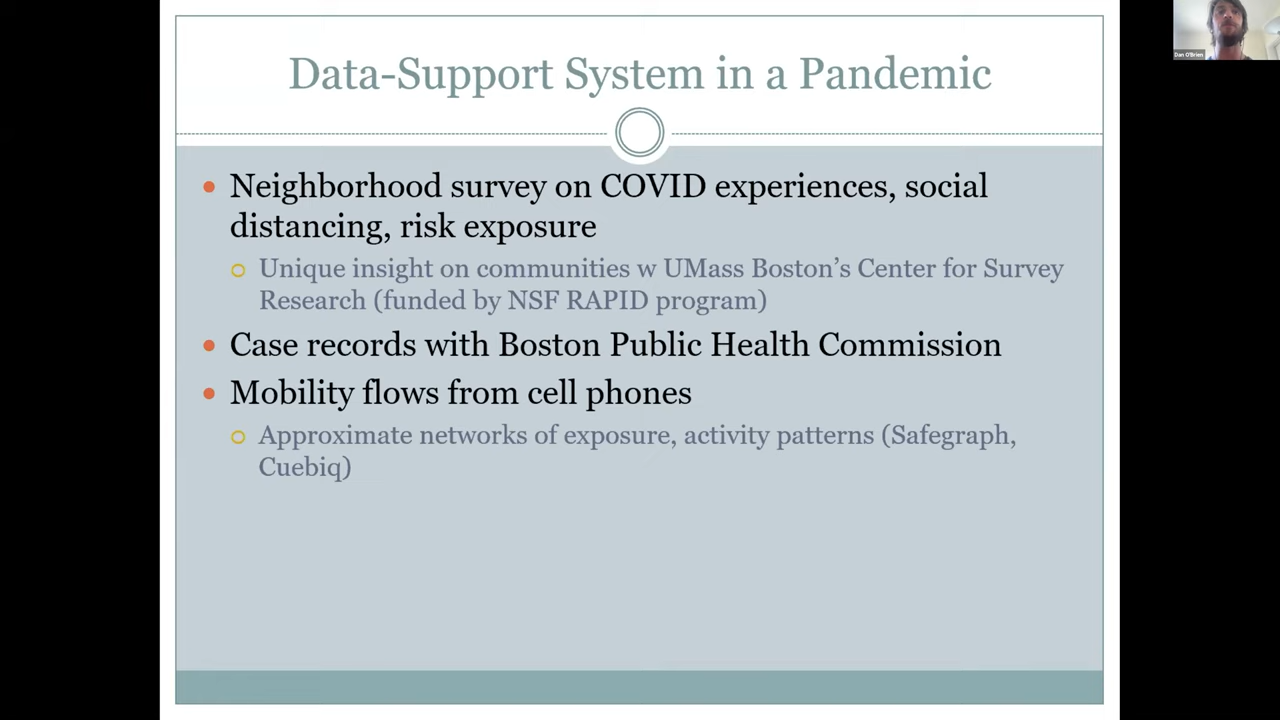 Data-Support System in a Pandemic
Neighborhood survey on COVID experiences, social
distancing, risk exposure
Unique insight on communities w UMass Boston's Center for Survey
Research (funded by NSF RAPID program)
Case records with Boston Public Health Commission
Mobility flows from cell phones
Approximate networks of exposure, activity patterns (Safegraph,
Cuebiq)
Dan O'Brien